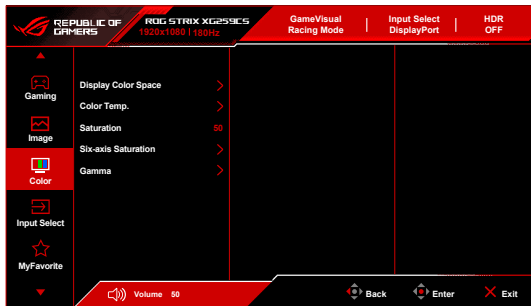 REPUBLIC OF
GAMERS
ROG STRIX XG259CS
1920x1080 | 180Hz
GameVisual
Racing Mode
Input Select
DisplayPort
HDR
OFF
Gaming
Image
Color
Input Select
MyFavorite
Display Color Space
Color Temp.
Saturation 50
Six-axis Saturation
Gamma
Volume 50
Back
Enter
Exit